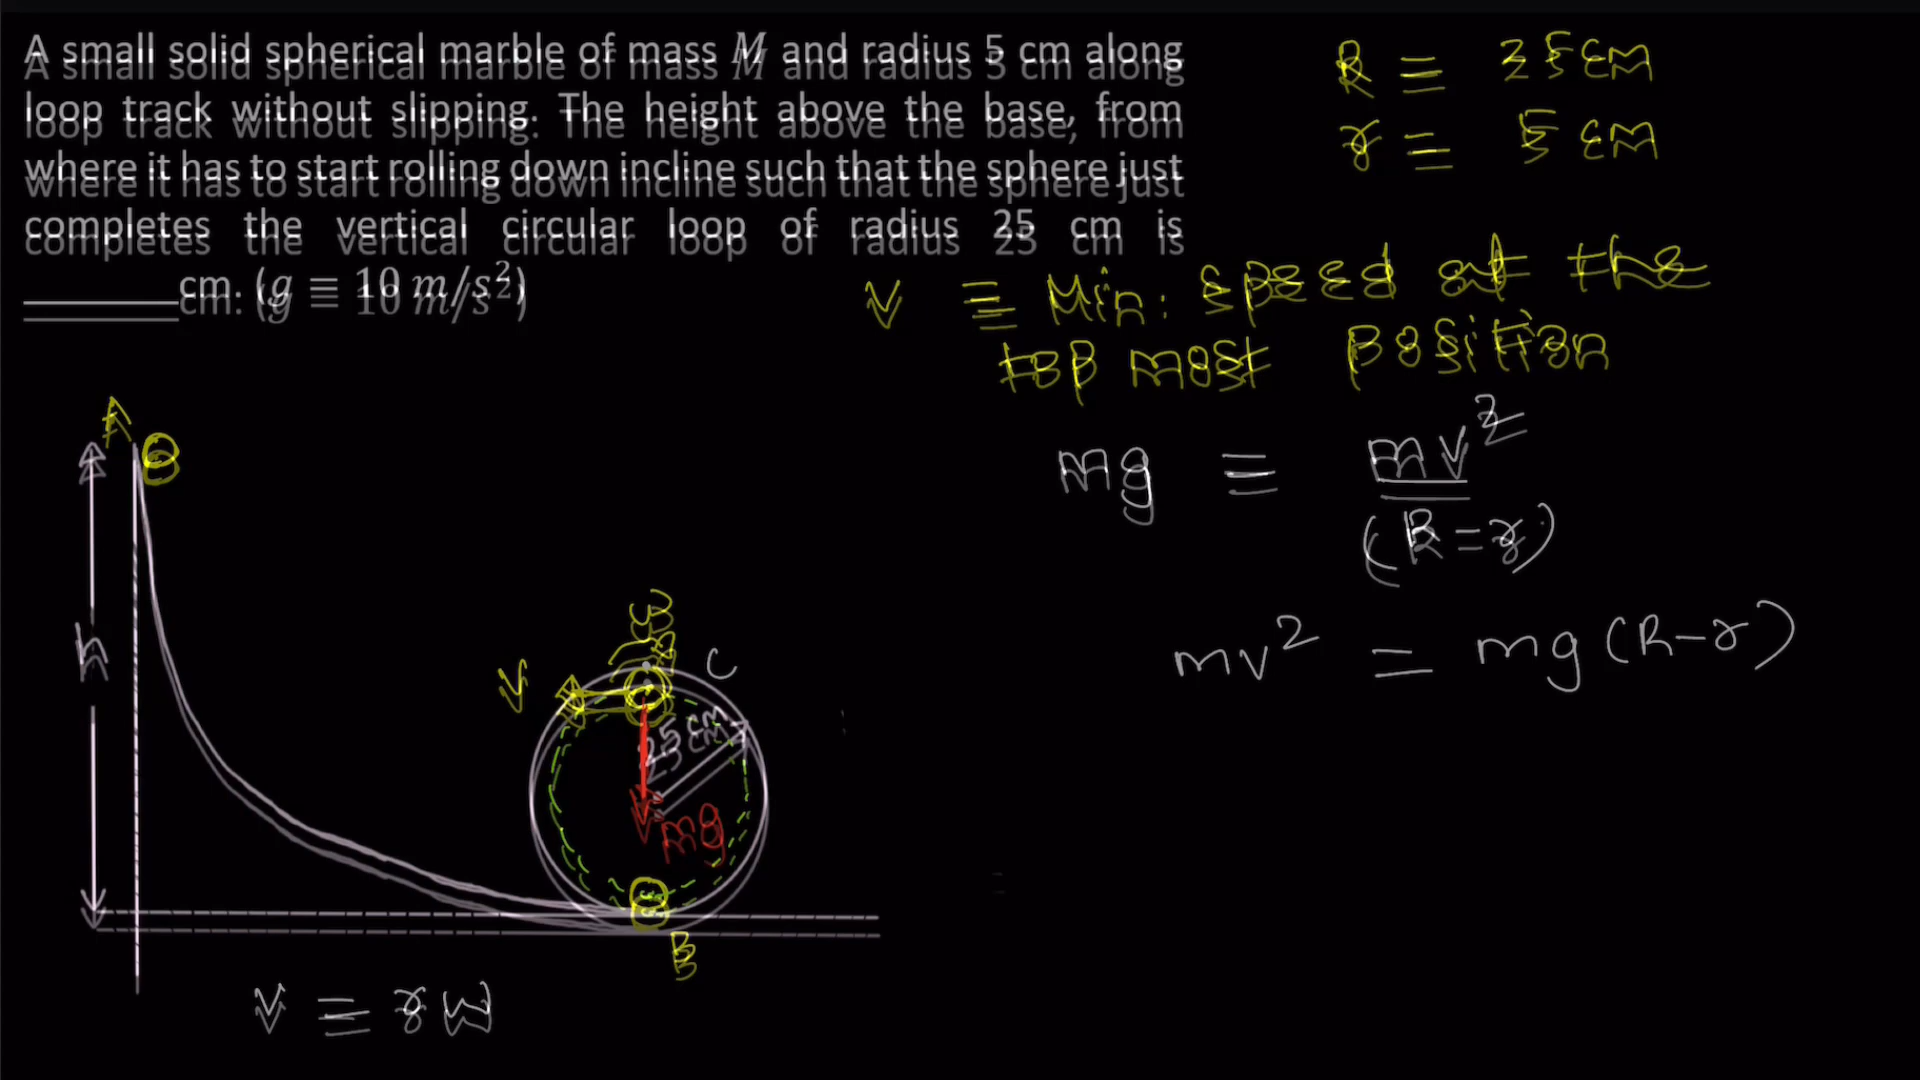 A small solid spherical marble of mass M and radius 5 cm along
loop track without slipping. The height above the base, from
where it has to start rolling down incline such that the sphere just
completes the vertical circular loop of radius 25 cm is
__________cm. (g = 10 m/s²)
R = 25cm
r = 5cm
V = Min. speed at the
top most position
mg = mv²/(R-r)
mv² = mg(R-r)
A
h
ω
C
V
25cm
mg
B
V = rω